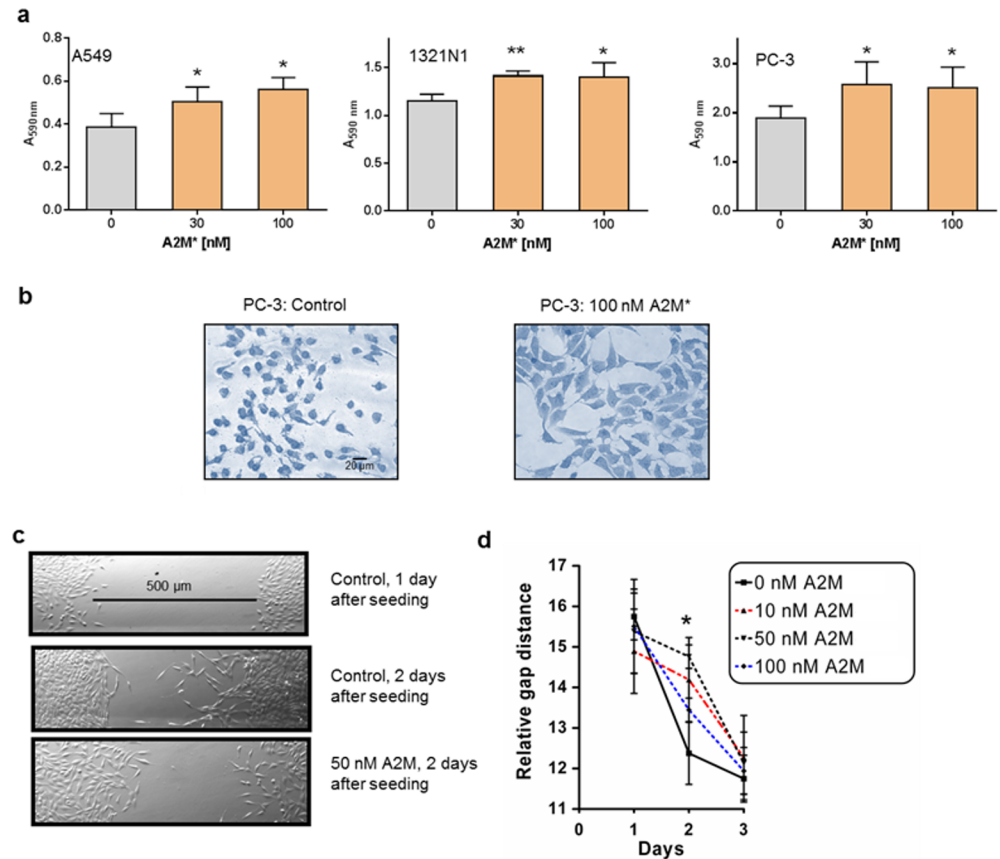 a
A549
0.8
0.6
0.4
0.2
0.0
A590nm
*
*
0
30
100
A2M* [nM]
1321N1
1.5
1.0
0.5
0.0
A590 nm
**
*
0
30
100
A2M* [nM]
PC-3
3.0
2.0
1.0
0.0
A590 nm
*
*
0
30
100
A2M* [nM]
b
PC-3: Control
20 µm
PC-3: 100 nM A2M*
c
500 µm
Control, 1 day
after seeding
Control, 2 days
after seeding
50 nM A2M, 2 days
after seeding
d
17
16
15
14
13
12
11
Relative gap distance
*
0
1
2
3
Days
0 nM A2M
10 nM A2M
50 nM A2M
100 nM A2M